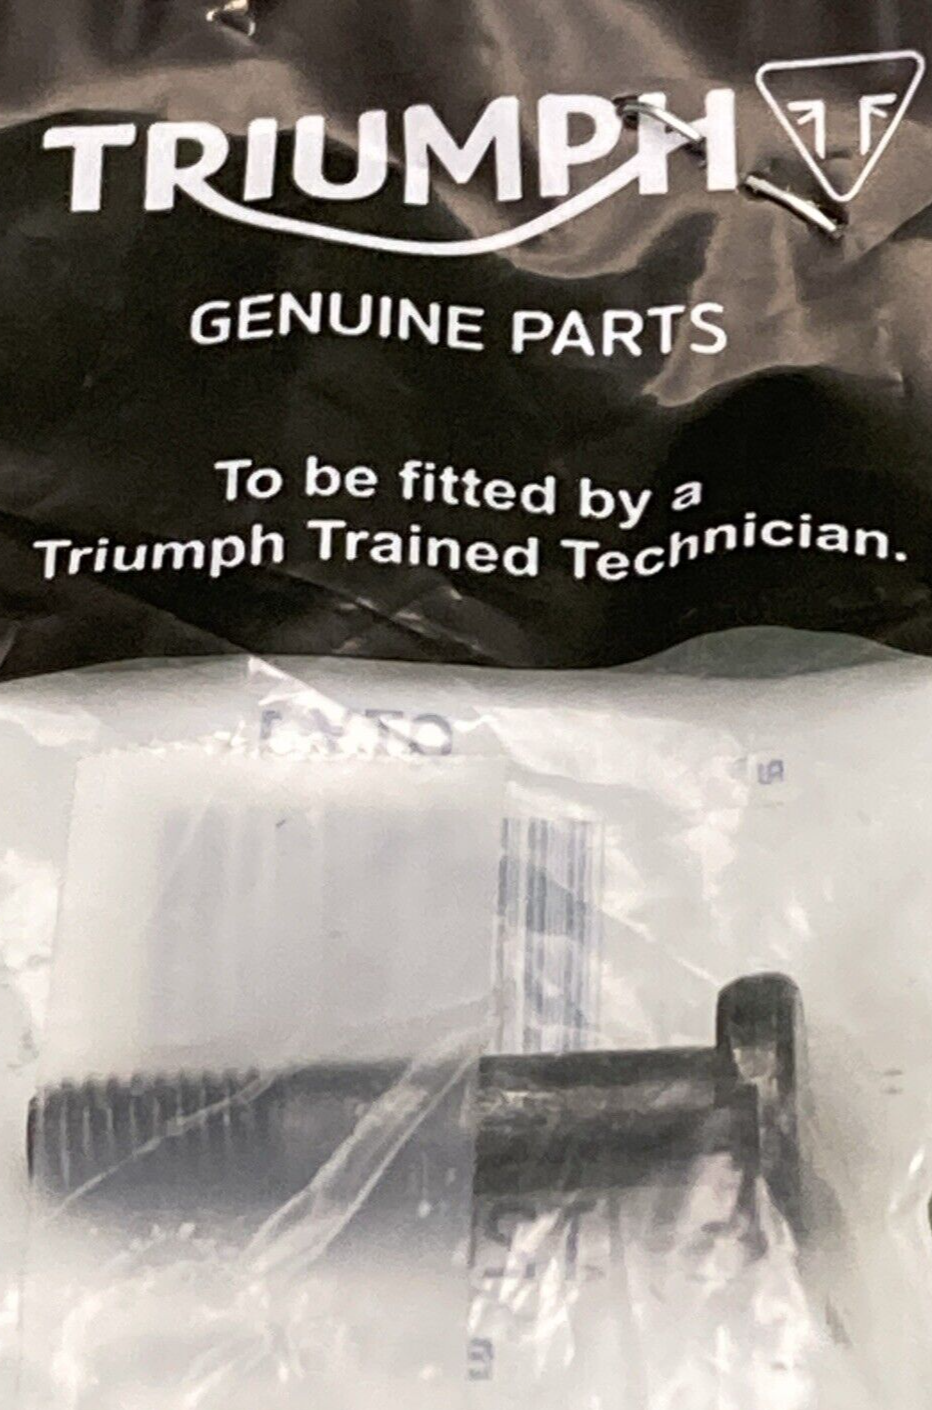 TRIUMPH
GENUINE PARTS
To be fitted by a
Triumph Trained Technician.